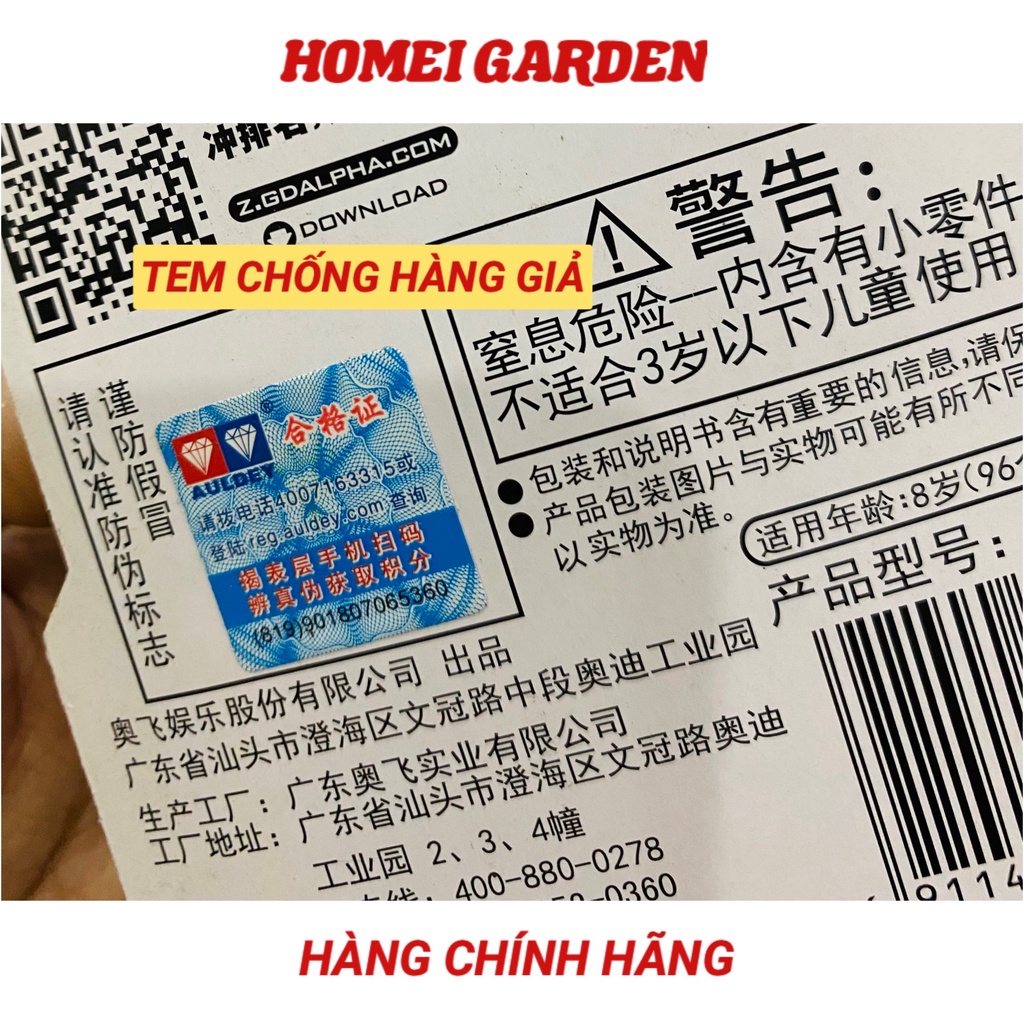 HOMEI GARDEN
Z.GDALPHA.COM
DOWNLOAD
TEM CHỐNG HÀNG GIẢ
警告:
窒息危险—内含有小零件
不适合3岁以下儿童使用
谨防假冒
请认准防伪标志
AULDEY
®
合格证
请拨电话4007163315或
登陆 reg.auldey.com 查询
揭表层手机扫码
辨真伪获取积分
(819)901807065360
包装和说明书含有重要的信息,请保
产品包装图片与实物可能有所不同
以实物为准。
适用年龄:8岁(96
产品型号:
奥飞娱乐股份有限公司 出品
广东省汕头市澄海区文冠路中段奥迪工业园
生产工厂: 广东奥飞实业有限公司
工厂地址: 广东省汕头市澄海区文冠路奥迪
工业园 2、3、4幢
400-880-0278
0360
9114
HÀNG CHÍNH HÃNG